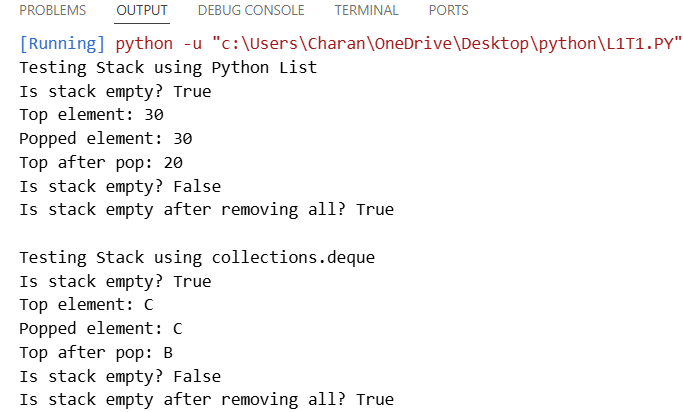 PROBLEMS OUTPUT DEBUG CONSOLE TERMINAL PORTS
[Running] python -u "c:\Users\Charan\OneDrive\Desktop\python\L1T1.PY"
Testing Stack using Python List
Is stack empty? True
Top element: 30
Popped element: 30
Top after pop: 20
Is stack empty? False
Is stack empty after removing all? True
Testing Stack using collections.deque
Is stack empty? True
Top element: C
Popped element: C
Top after pop: B
Is stack empty? False
Is stack empty after removing all? True